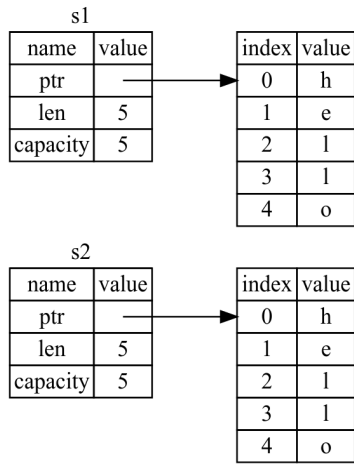 s1
name value
ptr
len 5
capacity 5
index value
0 h
1 e
2 l
3 l
4 o
s2
name value
ptr
len 5
capacity 5
index value
0 h
1 e
2 l
3 l
4 o